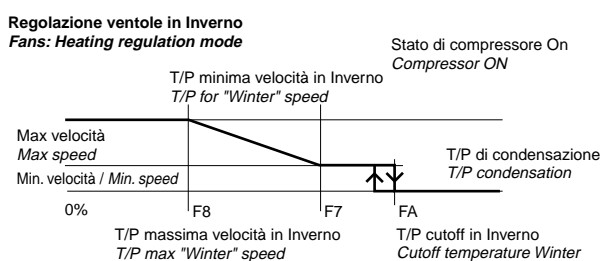 Regolazione ventole in Inverno
Fans: Heating regulation mode
Stato di compressore On
Compressor ON
T/P minima velocità in Inverno
T/P for "Winter" speed
Max velocità
Max speed
T/P di condensazione
T/P condensation
Min. velocità / Min. speed
0%
F8
F7
FA
T/P massima velocità in Inverno
T/P max "Winter" speed
T/P cutoff in Inverno
Cutoff temperature Winter